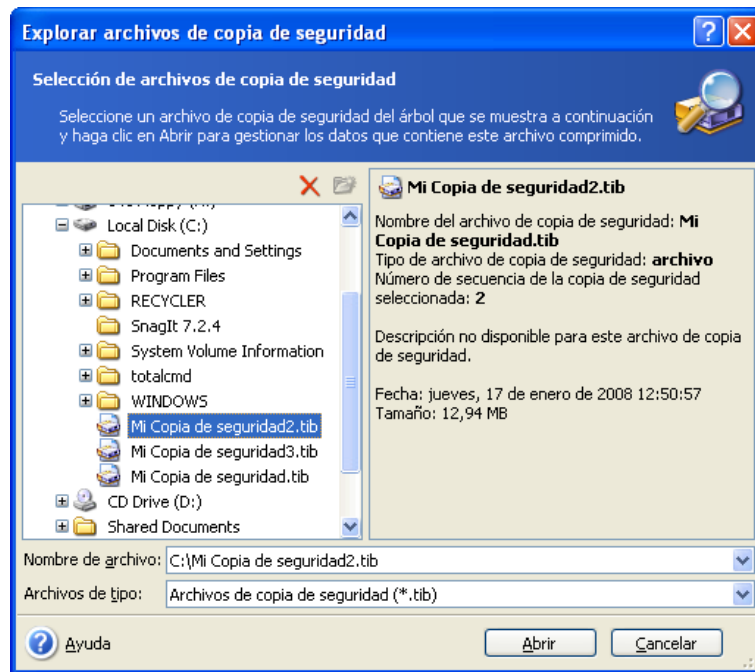 Explorar archivos de copia de seguridad
Selección de archivos de copia de seguridad
Seleccione un archivo de copia de seguridad del árbol que se muestra a continuación
y haga clic en Abrir para gestionar los datos que contiene este archivo comprimido.
Local Disk (C:)
Documents and Settings
Program Files
RECYCLER
SnagIt 7.2.4
System Volume Information
totalcmd
WINDOWS
Mi Copia de seguridad2.tib
Mi Copia de seguridad3.tib
Mi Copia de seguridad.tib
CD Drive (D:)
Shared Documents
Mi Copia de seguridad2.tib
Nombre del archivo de copia de seguridad: Mi
Copia de seguridad.tib
Tipo de archivo de copia de seguridad: archivo
Número de secuencia de la copia de seguridad
seleccionada: 2
Descripción no disponible para este archivo de copia
de seguridad.
Fecha: jueves, 17 de enero de 2008 12:50:57
Tamaño: 12,94 MB
Nombre de archivo: C:\Mi Copia de seguridad2.tib
Archivos de tipo: Archivos de copia de seguridad (*.tib)
Ayuda
Abrir
Cancelar